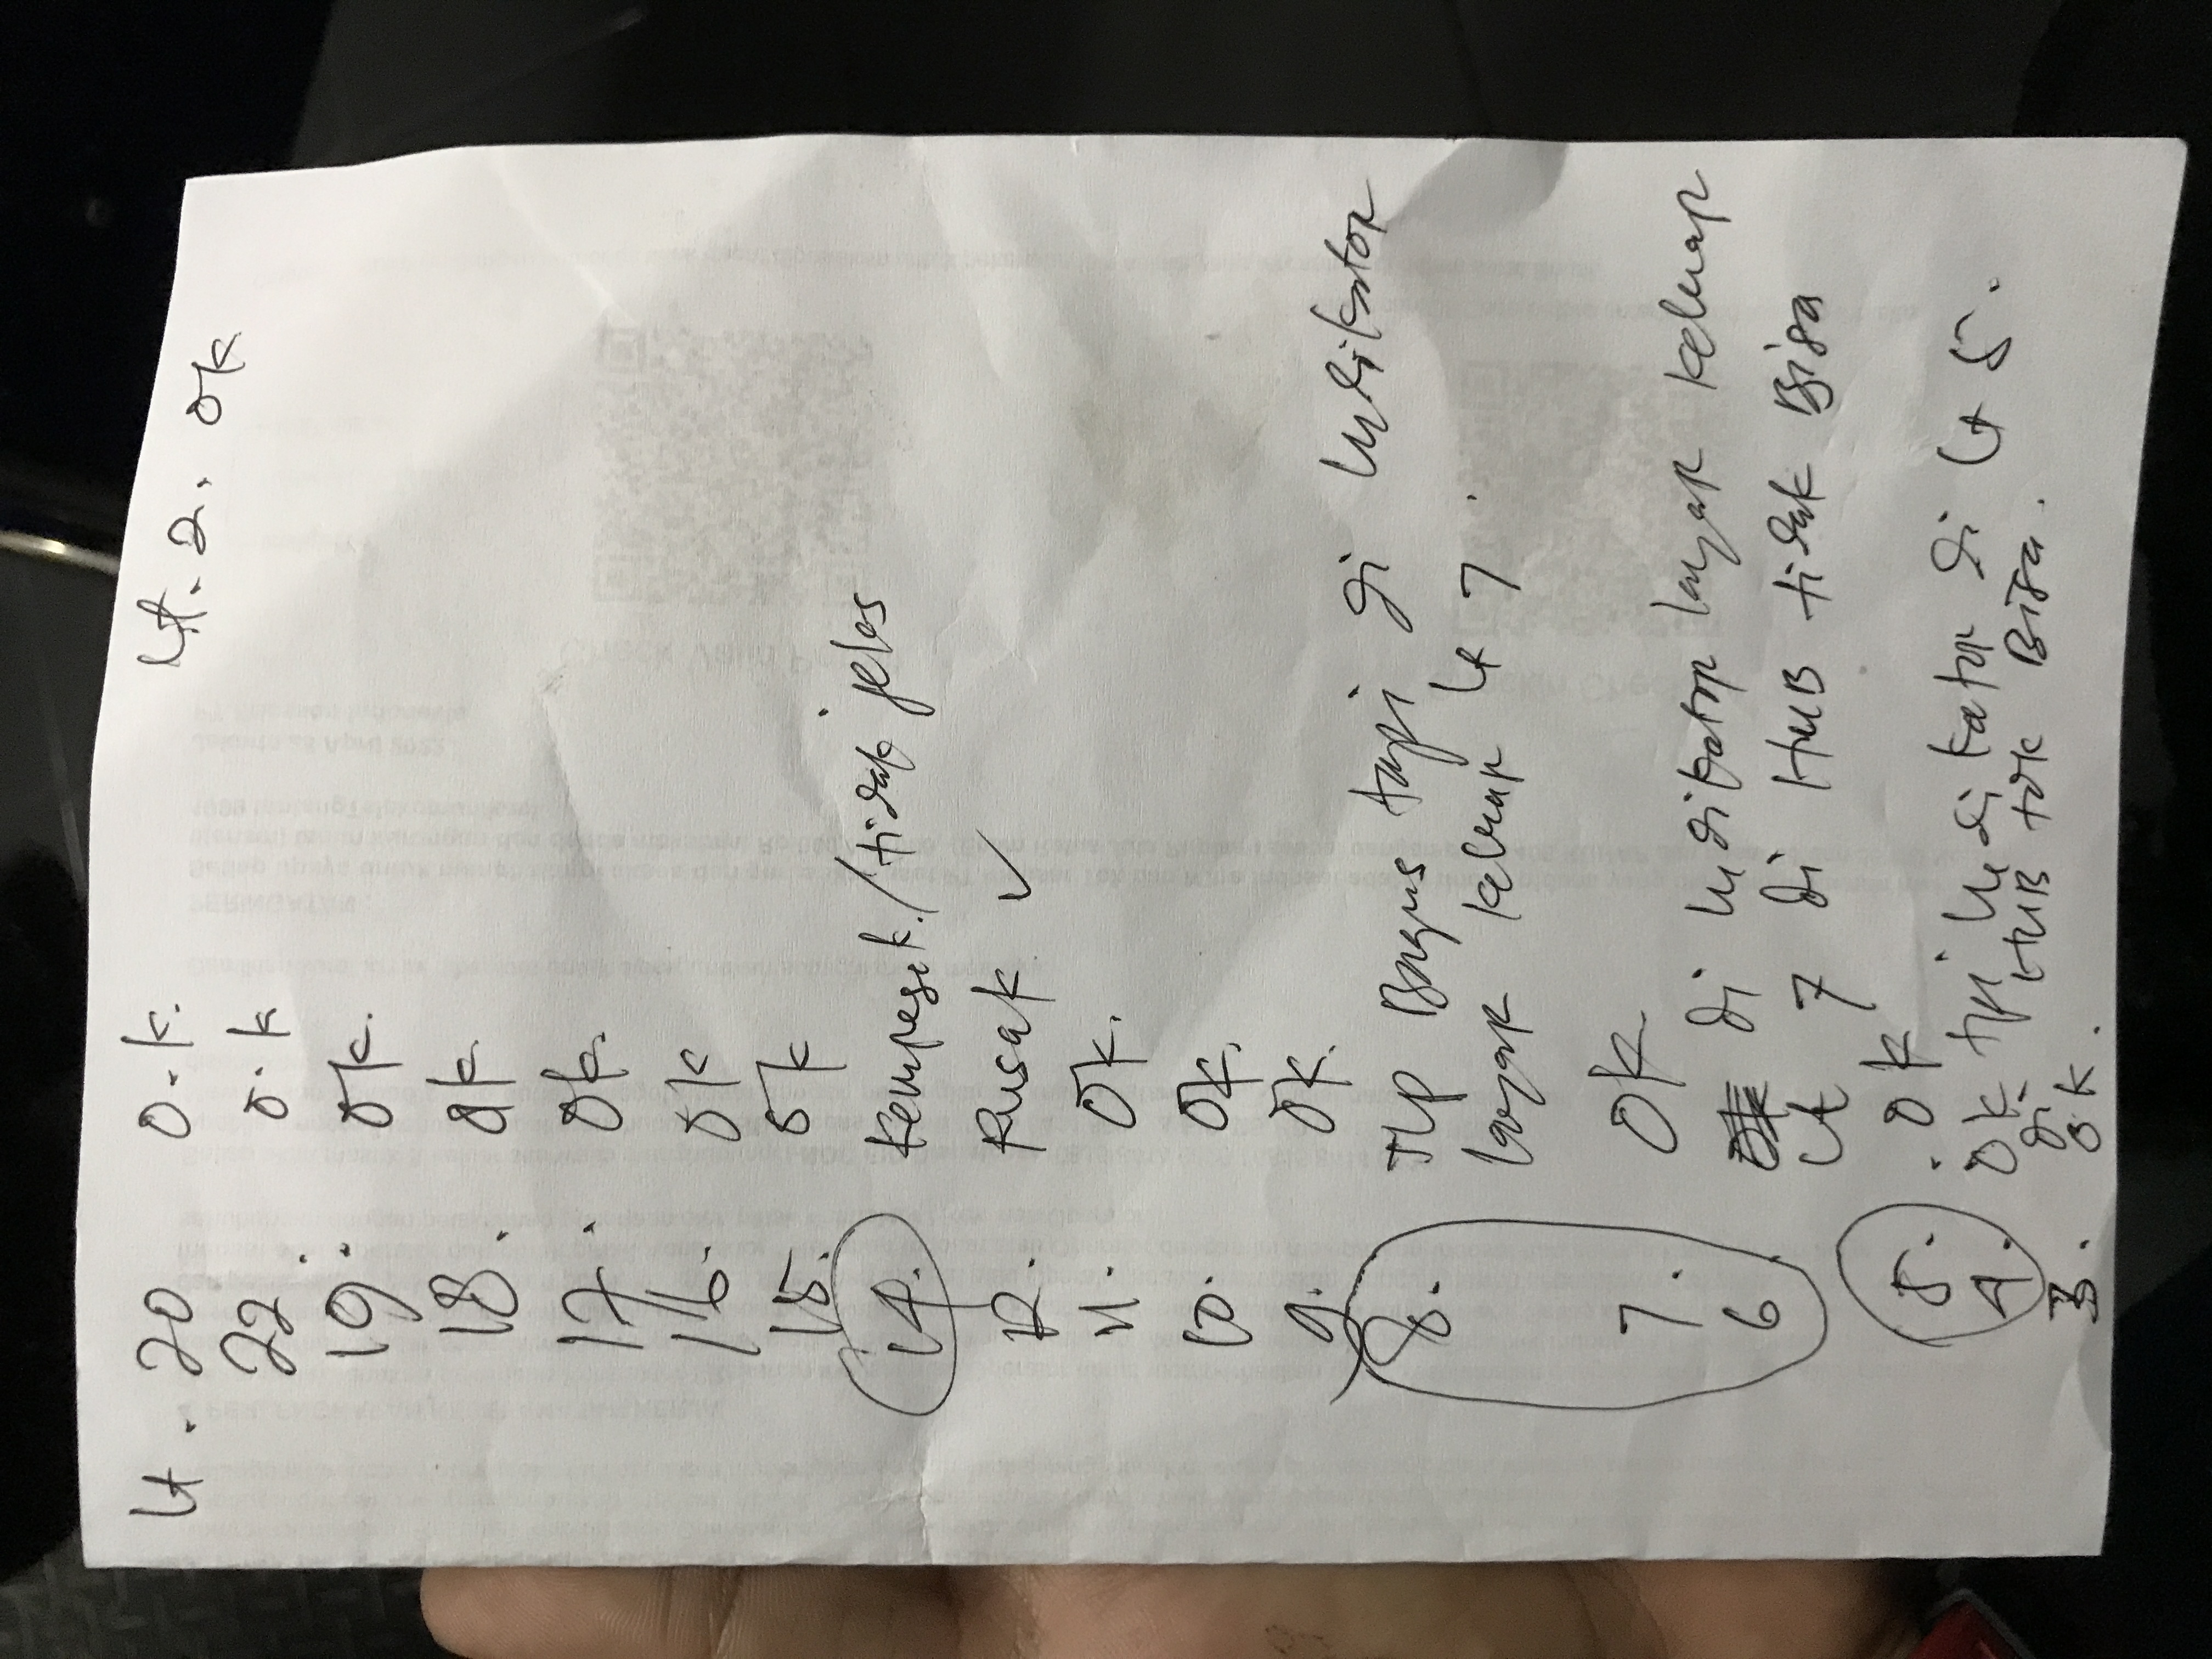 Lt. 20 O.K.
22. O.K
19. OK.
18. OK.
17. OK.
16. OK
15. OK
14. Kemresek./tidak jelas
12. Rusak ✓
11. OK.
10. OK.
9. OK.
8. Tlp Bagus tapi di Indikator
layar keluar Lt 7.
7. OK
6. di Indikator layar keluar
Lt 7 di HUB tidak Bisa
5. . OK
4. OK tpi Indikator di Lt 5.
di HUB tdk Bisa.
3. OK.
Lt. 2. OK